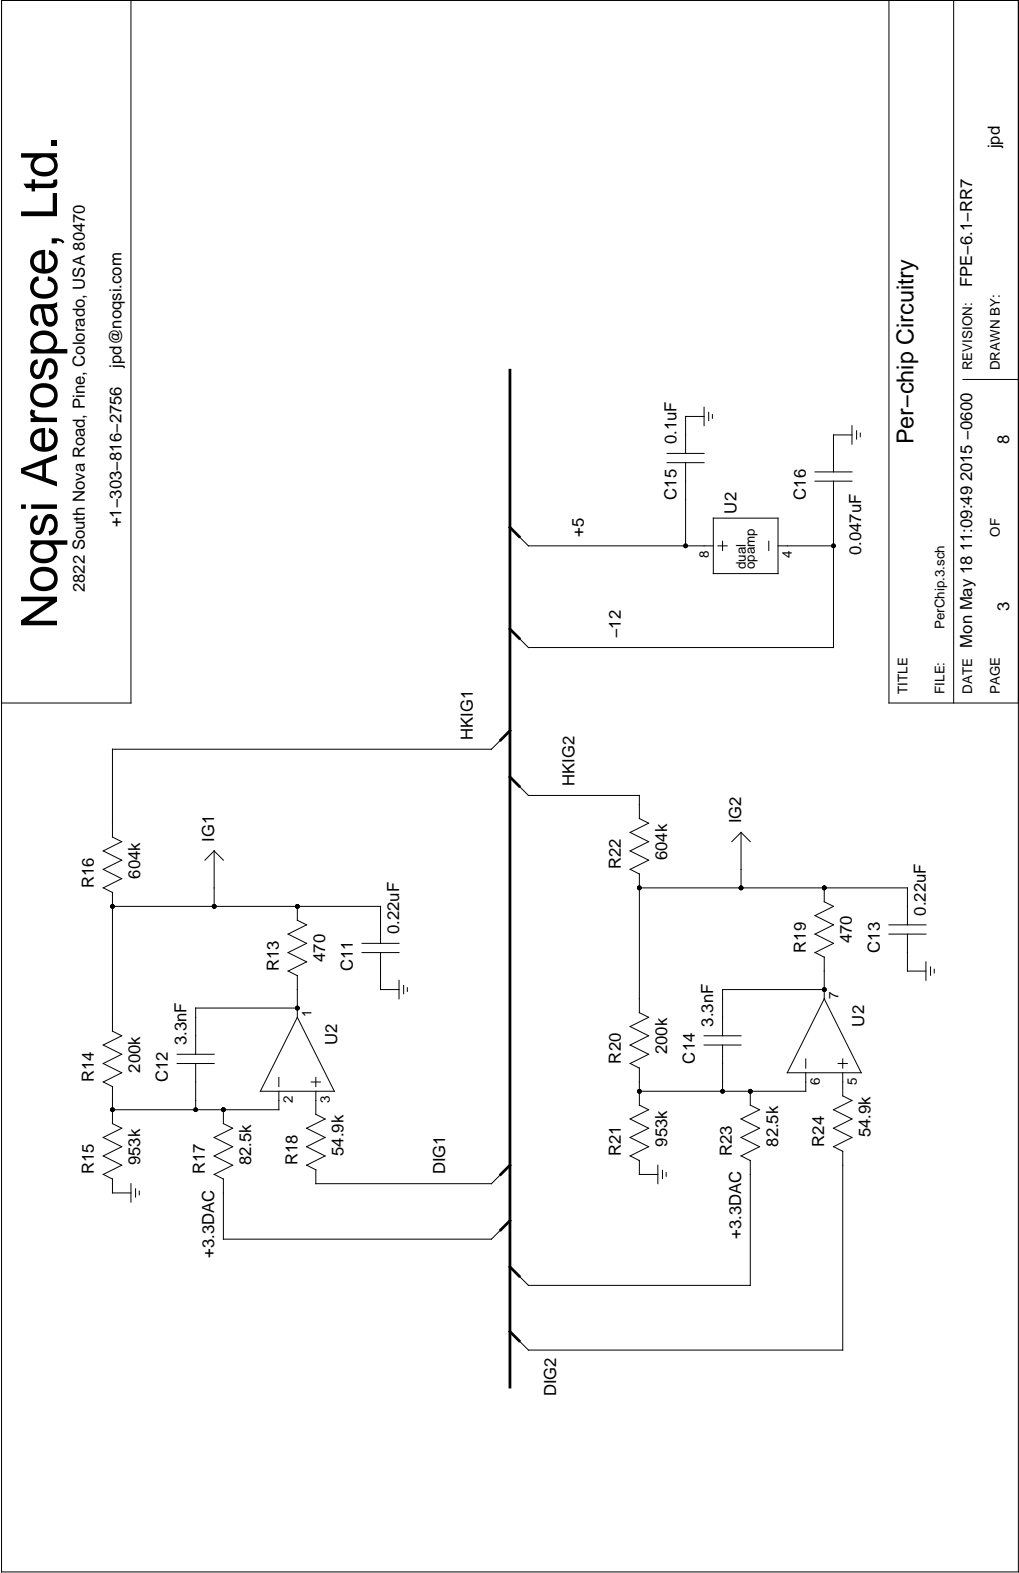 Noqsi Aerospace, Ltd.
2822 South Nova Road, Pine, Colorado, USA 80470
+1−303−816−2756 jpd@noqsi.com
R15
953k
R14
200k
R16
604k
C12
3.3nF
R17
82.5k
+3.3DAC
IG1
2
3
1
U2
R13
470
R18
54.9k
C11
0.22uF
DIG1
HKIG1
−12
+5
DIG2
HKIG2
R21
953k
R20
200k
R22
604k
C14
3.3nF
R23
82.5k
+3.3DAC
IG2
6
5
7
U2
R19
470
R24
54.9k
C13
0.22uF
C15
0.1uF
8
+
dual
opamp
−
4
U2
C16
0.047uF
TITLE
Per−chip Circuitry
FILE: PerChip.3.sch
DATE Mon May 18 11:09:49 2015 −0600
REVISION: FPE−6.1−RR7
PAGE 3 OF 8
DRAWN BY: jpd